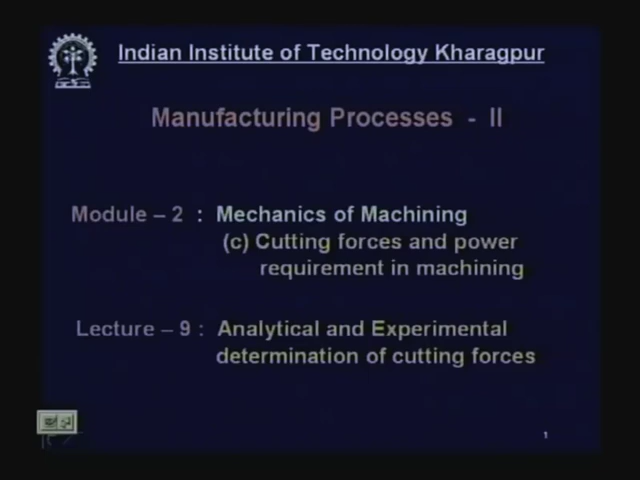 Indian Institute of Technology Kharagpur
Manufacturing Processes - II
Module – 2 : Mechanics of Machining
(c) Cutting forces and power
requirement in machining
Lecture – 9 : Analytical and Experimental
determination of cutting forces
1